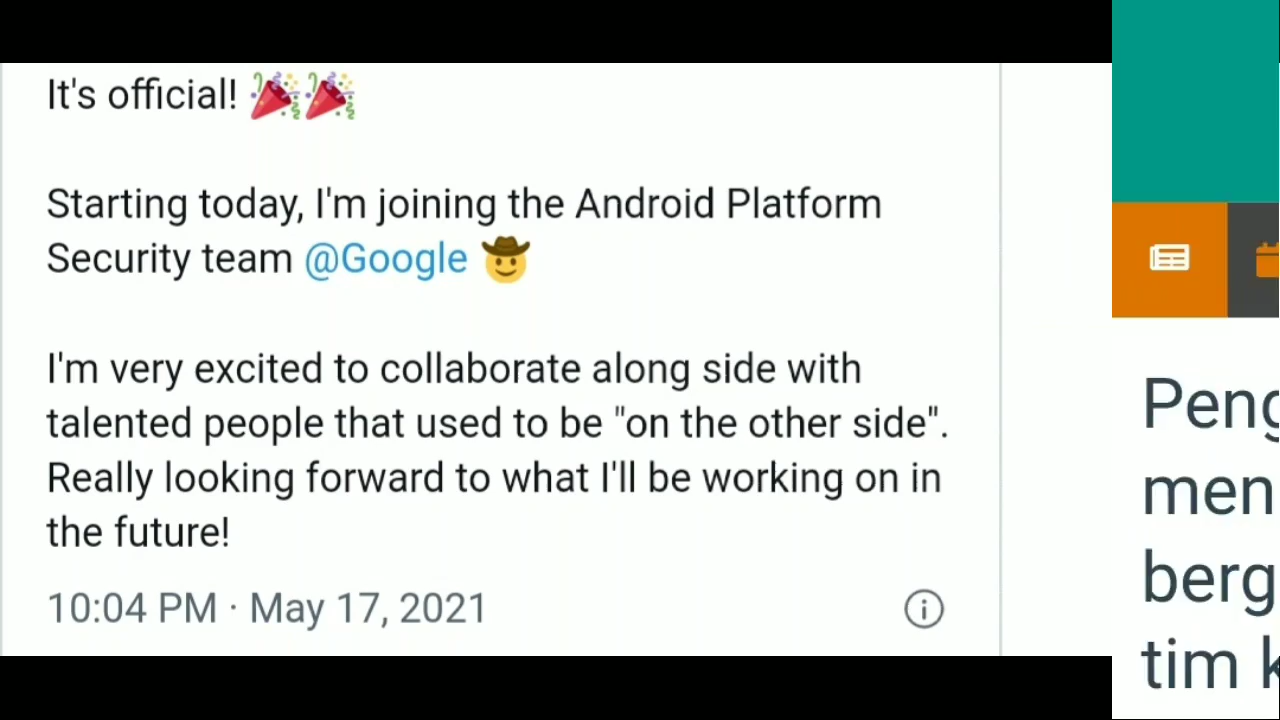 It's official! 🎉🎉
Starting today, I'm joining the Android Platform
Security team @Google 🤠
I'm very excited to collaborate along side with
talented people that used to be "on the other side".
Really looking forward to what I'll be working on in
the future!
10:04 PM · May 17, 2021
tim